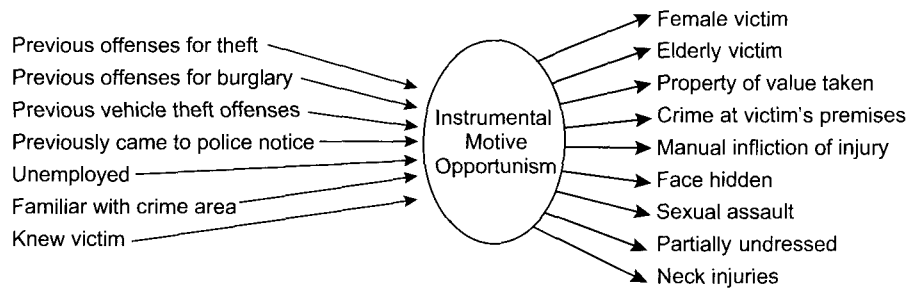 Previous offenses for theft
Previous offenses for burglary
Previous vehicle theft offenses
Previously came to police notice
Unemployed
Familiar with crime area
Knew victim
Instrumental
Motive
Opportunism
Female victim
Elderly victim
Property of value taken
Crime at victim's premises
Manual infliction of injury
Face hidden
Sexual assault
Partially undressed
Neck injuries